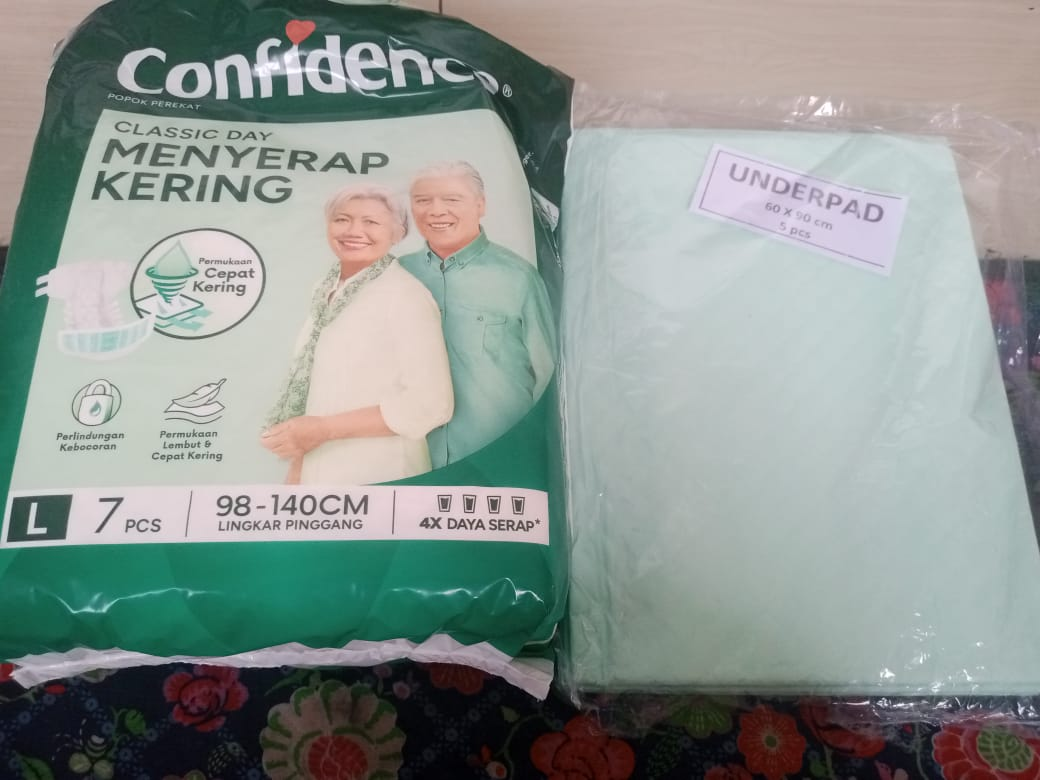 Confidence®
POPOK PEREKAT
CLASSIC DAY
MENYERAP
KERING
Permukaan
Cepat
Kering
Perlindungan
Kebocoran
Permukaan
Lembut &
Cepat Kering
L 7 PCS
98-140CM
LINGKAR PINGGANG
4X DAYA SERAP*
UNDERPAD
60 X 90 cm
5 pcs